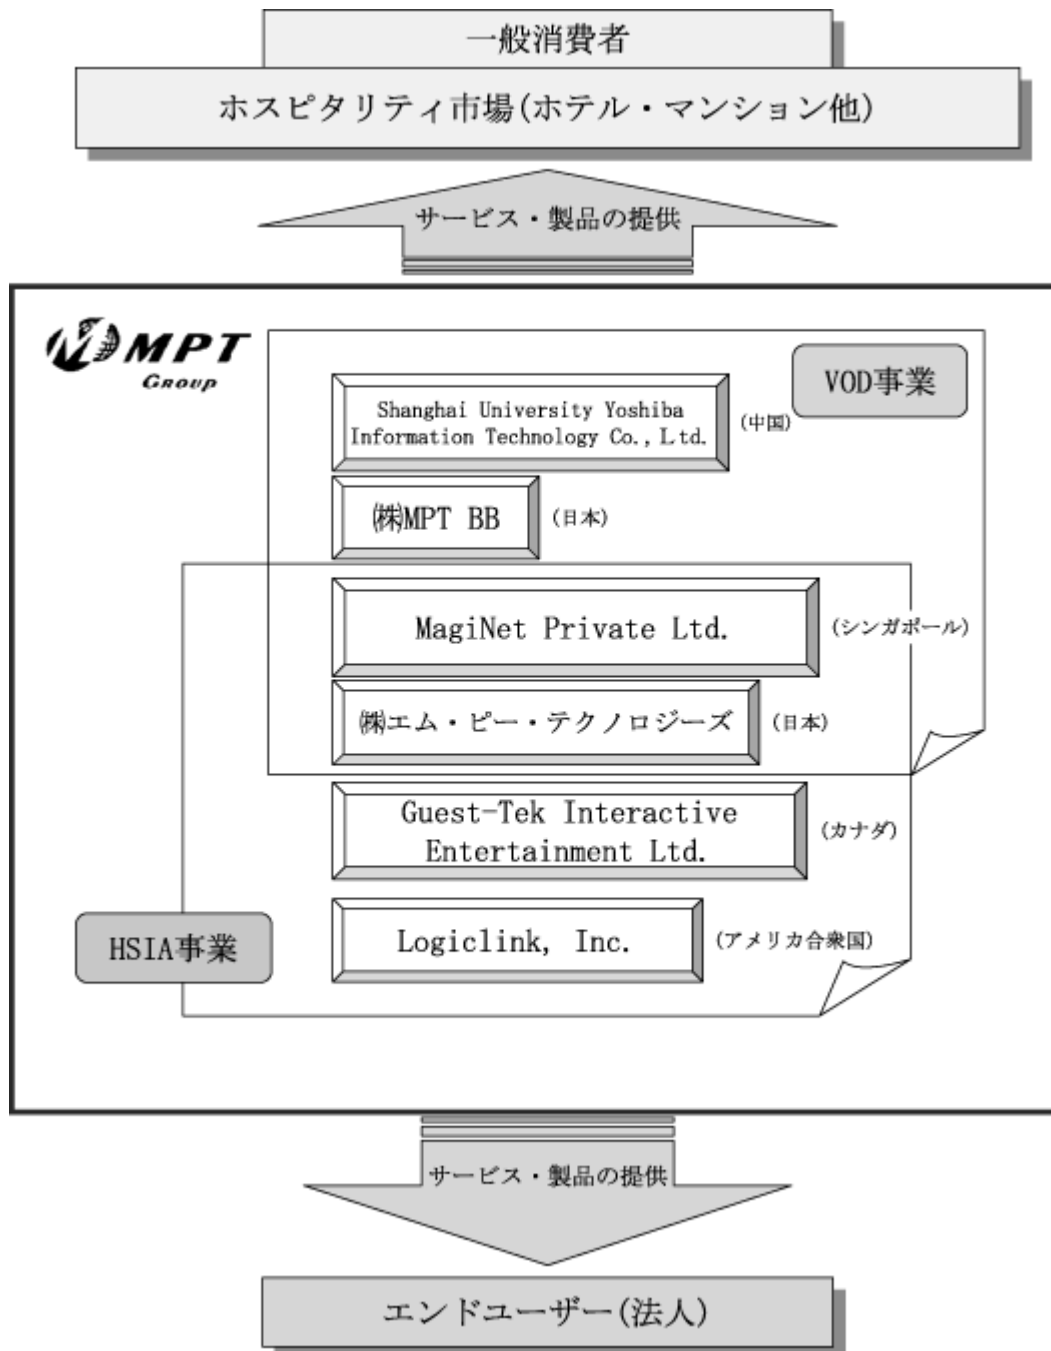 一般消費者
ホスピタリティ市場(ホテル・マンション他)
サービス・製品の提供
MPT
GROUP
VOD事業
Shanghai University Yoshiba
Information Technology Co., Ltd.
(中国)
㈱MPT BB
(日本)
MagiNet Private Ltd.
(シンガポール)
㈱エム・ピー・テクノロジーズ
(日本)
Guest-Tek Interactive
Entertainment Ltd.
(カナダ)
HSIA事業
Logiclink, Inc.
(アメリカ合衆国)
サービス・製品の提供
エンドユーザー(法人)